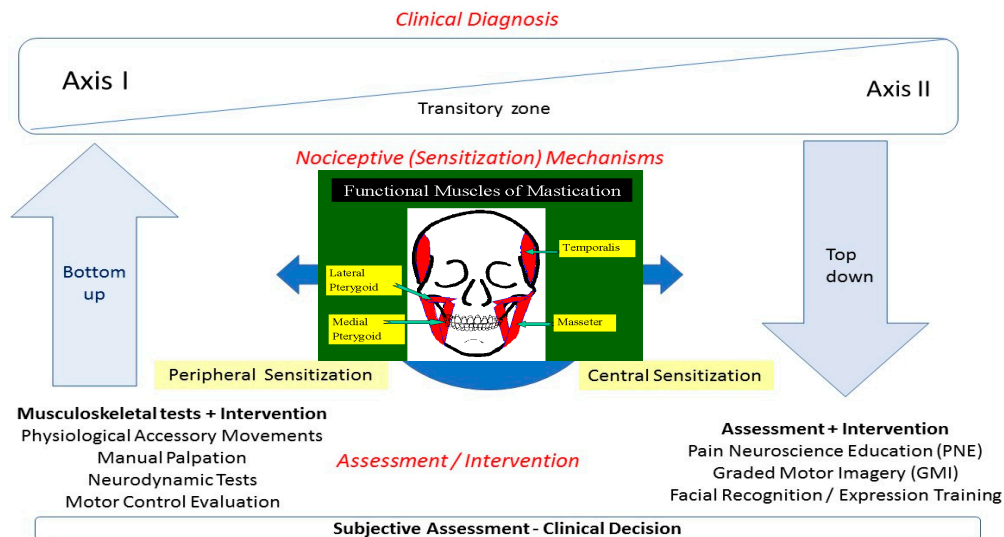 Clinical Diagnosis
Axis I
Transitory zone
Axis II
Nociceptive (Sensitization) Mechanisms
Functional Muscles of Mastication
Temporalis
Lateral
Pterygoid
Medial
Pterygoid
Masseter
Bottom
up
Top
down
Peripheral Sensitization
Central Sensitization
Musculoskeletal tests + Intervention
Physiological Accessory Movements
Manual Palpation
Neurodynamic Tests
Motor Control Evaluation
Assessment / Intervention
Assessment + Intervention
Pain Neuroscience Education (PNE)
Graded Motor Imagery (GMI)
Facial Recognition / Expression Training
Subjective Assessment - Clinical Decision